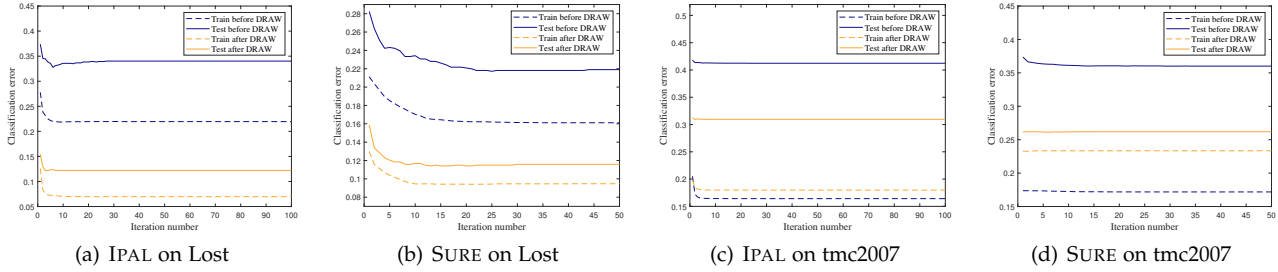 0.45
0.4
0.35
0.3
0.25
0.2
0.15
0.1
0.05
0 10 20 30 40 50 60 70 80 90 100
Iteration number
Classification error
Train before DRAW
Test before DRAW
Train after DRAW
Test after DRAW
(a) IPAL on Lost
0.28
0.26
0.24
0.22
0.2
0.18
0.16
0.14
0.12
0.1
0.08
0 5 10 15 20 25 30 35 40 45 50
Iteration number
Classification error
Train before DRAW
Test before DRAW
Train after DRAW
Test after DRAW
(b) SURE on Lost
0.5
0.45
0.4
0.35
0.3
0.25
0.2
0.15
0 10 20 30 40 50 60 70 80 90 100
Iteration number
Classification error
Train before DRAW
Test before DRAW
Train after DRAW
Test after DRAW
(c) IPAL on tmc2007
0.45
0.4
0.35
0.3
0.25
0.2
0.15
0 5 10 15 20 25 30 35 40 45 50
Iteration number
Classification error
Train before DRAW
Test before DRAW
Train after DRAW
Test after DRAW
(d) SURE on tmc2007